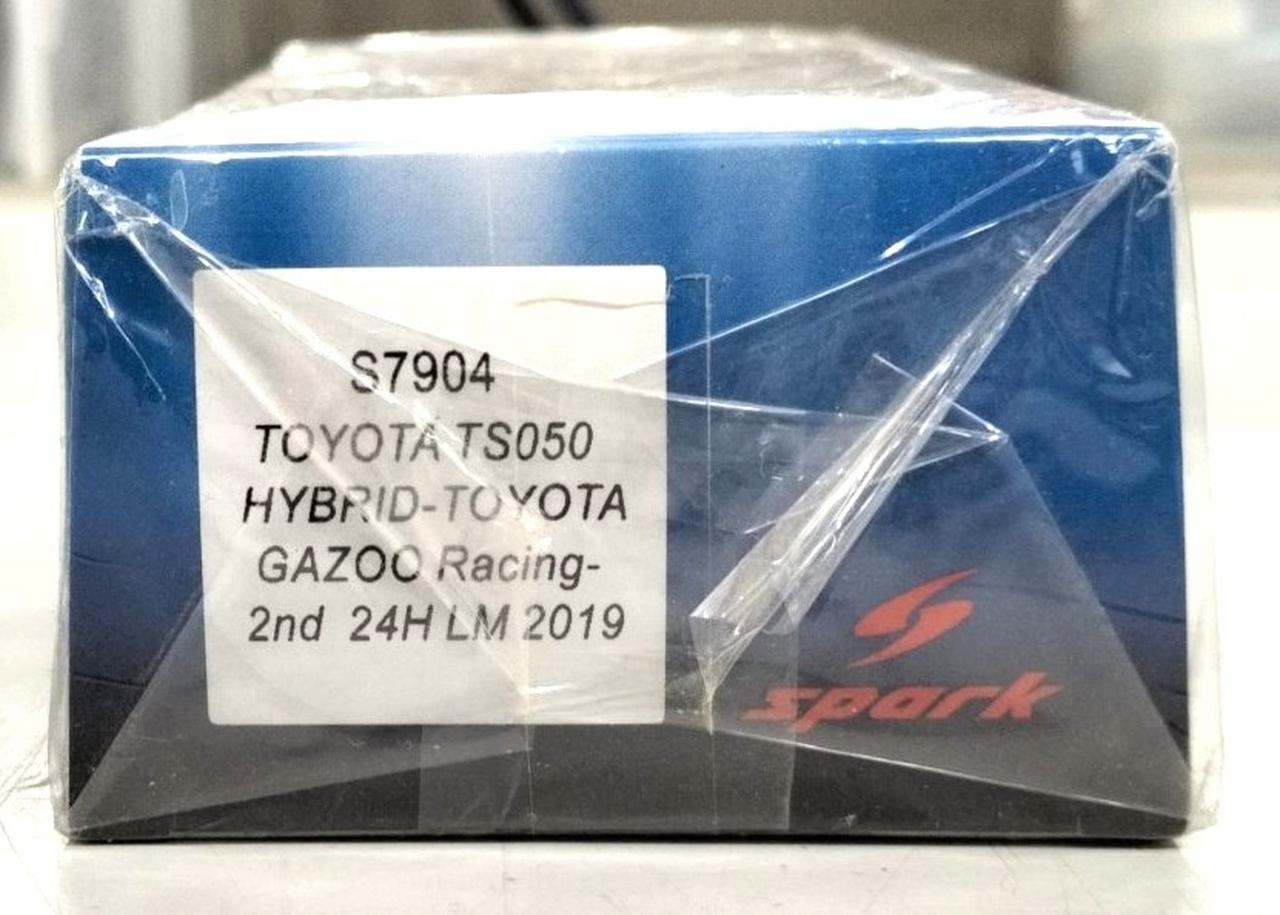 S7904
TOYOTA TS050
HYBRID-TOYOTA
GAZOO Racing-
2nd 24H LM 2019
spark